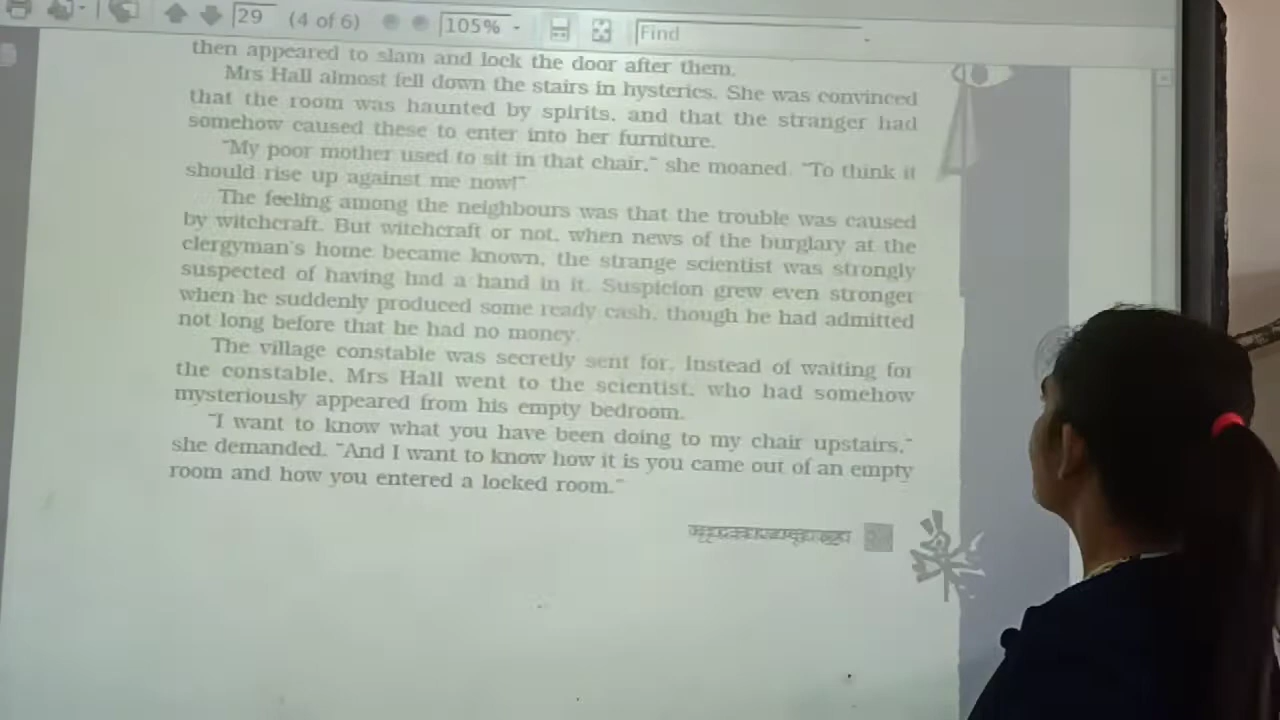 29 (4 of 6) 105% Find
then appeared to slam and lock the door after them.
Mrs Hall almost fell down the stairs in hysterics. She was convinced
that the room was haunted by spirits, and that the stranger had
somehow caused these to enter into her furniture.
“My poor mother used to sit in that chair,” she moaned. “To think it
should rise up against me now!”
The feeling among the neighbours was that the trouble was caused
by witchcraft. But witchcraft or not, when news of the burglary at the
clergyman's home became known, the strange scientist was strongly
suspected of having had a hand in it. Suspicion grew even stronger
when he suddenly produced some ready cash, though he had admitted
not long before that he had no money.
The village constable was secretly sent for. Instead of waiting for
the constable, Mrs Hall went to the scientist, who had somehow
mysteriously appeared from his empty bedroom.
“I want to know what you have been doing to my chair upstairs,”
she demanded. “And I want to know how it is you came out of an empty
room and how you entered a locked room.”